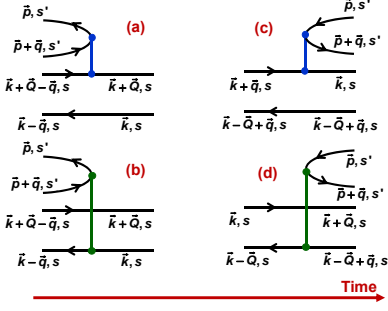 p⃗, s'
(a)
p⃗+q⃗, s'
k⃗+Q⃗-q⃗, s
k⃗+Q⃗, s
k⃗-q⃗, s
k⃗, s
p⃗, s'
(c)
p⃗+q⃗, s'
k⃗+q⃗, s
k⃗, s
k⃗-Q⃗+q⃗, s
k⃗-Q⃗+q⃗, s
p⃗, s'
(b)
p⃗+q⃗, s'
k⃗+Q⃗-q⃗, s
k⃗+Q⃗, s
k⃗-q⃗, s
k⃗, s
(d)
p⃗, s'
p⃗+q⃗, s'
k⃗, s
k⃗+Q⃗, s
k⃗-Q⃗, s
k⃗-Q⃗+q⃗, s
Time